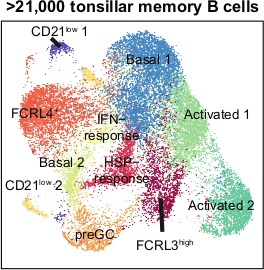 >21,000 tonsillar memory B cells
CD21low 1
Basal 1
FCRL4+
Activated 1
IFN-
response
Basal 2
HSP-
response
CD21low 2
Activated 2
preGC
FCRL3high